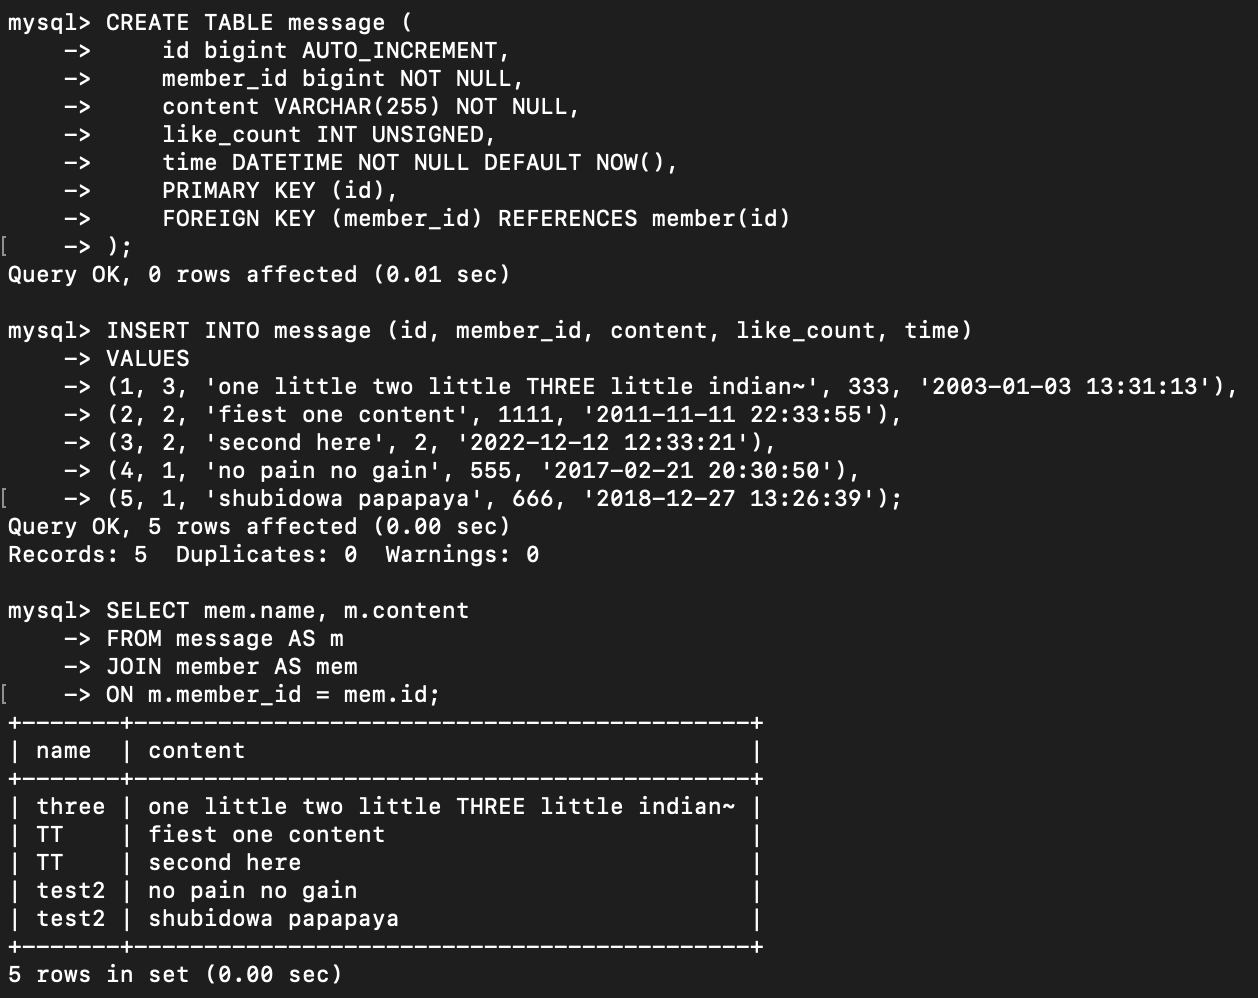 mysql> CREATE TABLE message (
    ->     id bigint AUTO_INCREMENT,
    ->     member_id bigint NOT NULL,
    ->     content VARCHAR(255) NOT NULL,
    ->     like_count INT UNSIGNED,
    ->     time DATETIME NOT NULL DEFAULT NOW(),
    ->     PRIMARY KEY (id),
    ->     FOREIGN KEY (member_id) REFERENCES member(id)
[    -> );
Query OK, 0 rows affected (0.01 sec)

mysql> INSERT INTO message (id, member_id, content, like_count, time)
    -> VALUES
    -> (1, 3, 'one little two little THREE little indian~', 333, '2003-01-03 13:31:13'),
    -> (2, 2, 'fiest one content', 1111, '2011-11-11 22:33:55'),
    -> (3, 2, 'second here', 2, '2022-12-12 12:33:21'),
    -> (4, 1, 'no pain no gain', 555, '2017-02-21 20:30:50'),
[    -> (5, 1, 'shubidowa papapaya', 666, '2018-12-27 13:26:39');
Query OK, 5 rows affected (0.00 sec)
Records: 5  Duplicates: 0  Warnings: 0

mysql> SELECT mem.name, m.content
    -> FROM message AS m
    -> JOIN member AS mem
[    -> ON m.member_id = mem.id;
+-------+--------------------------------------------+
| name  | content                                    |
+-------+--------------------------------------------+
| three | one little two little THREE little indian~ |
| TT    | fiest one content                          |
| TT    | second here                                |
| test2 | no pain no gain                            |
| test2 | shubidowa papapaya                         |
+-------+--------------------------------------------+
5 rows in set (0.00 sec)